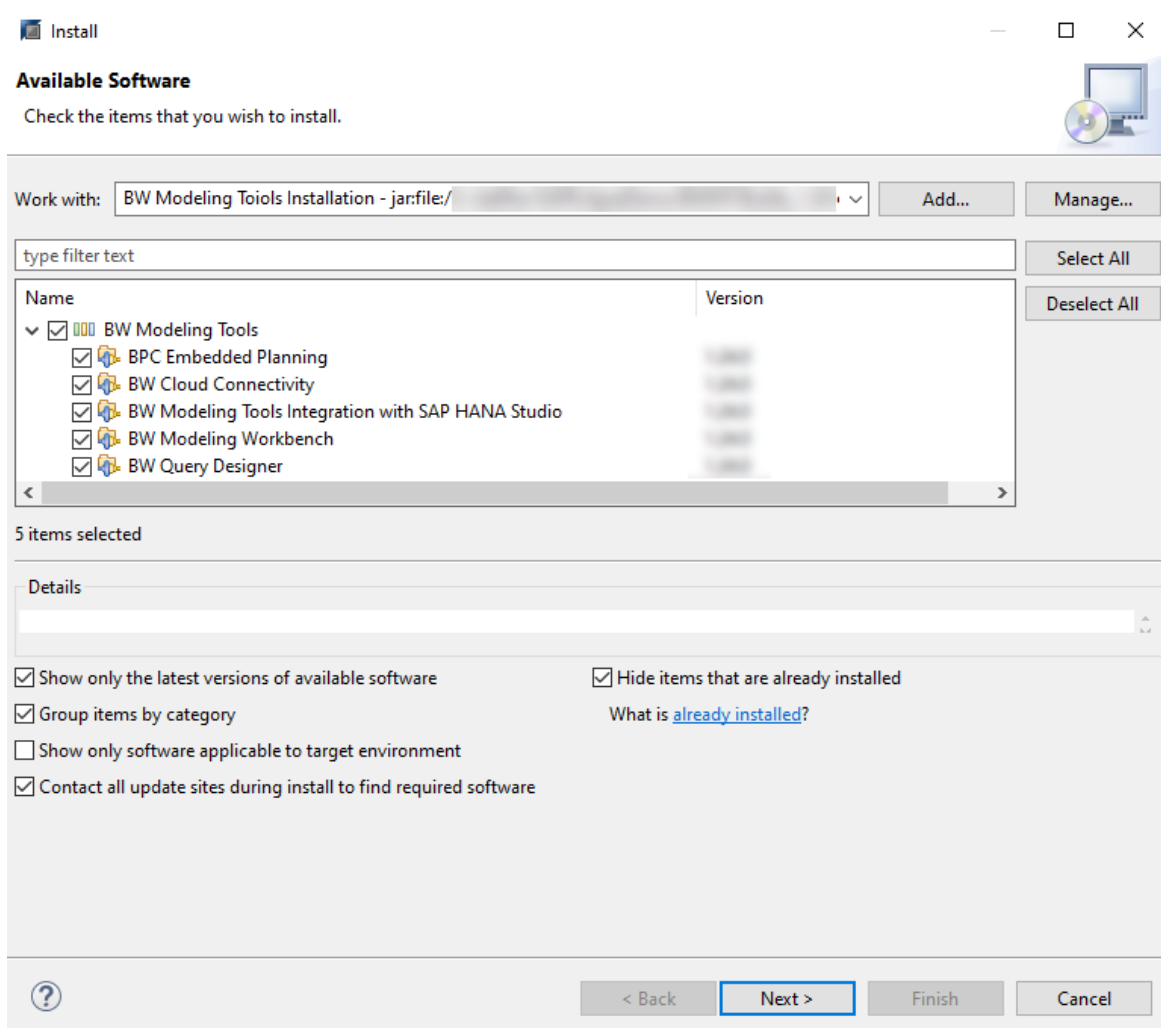 Install
Available Software
Check the items that you wish to install.
Work with: BW Modeling Toiols Installation - jar:file:/ Add... Manage...
type filter text Select All
Name Version Deselect All
BW Modeling Tools
BPC Embedded Planning
BW Cloud Connectivity
BW Modeling Tools Integration with SAP HANA Studio
BW Modeling Workbench
BW Query Designer
5 items selected
Details
Show only the latest versions of available software Hide items that are already installed
Group items by category What is already installed?
Show only software applicable to target environment
Contact all update sites during install to find required software
? < Back Next > Finish Cancel